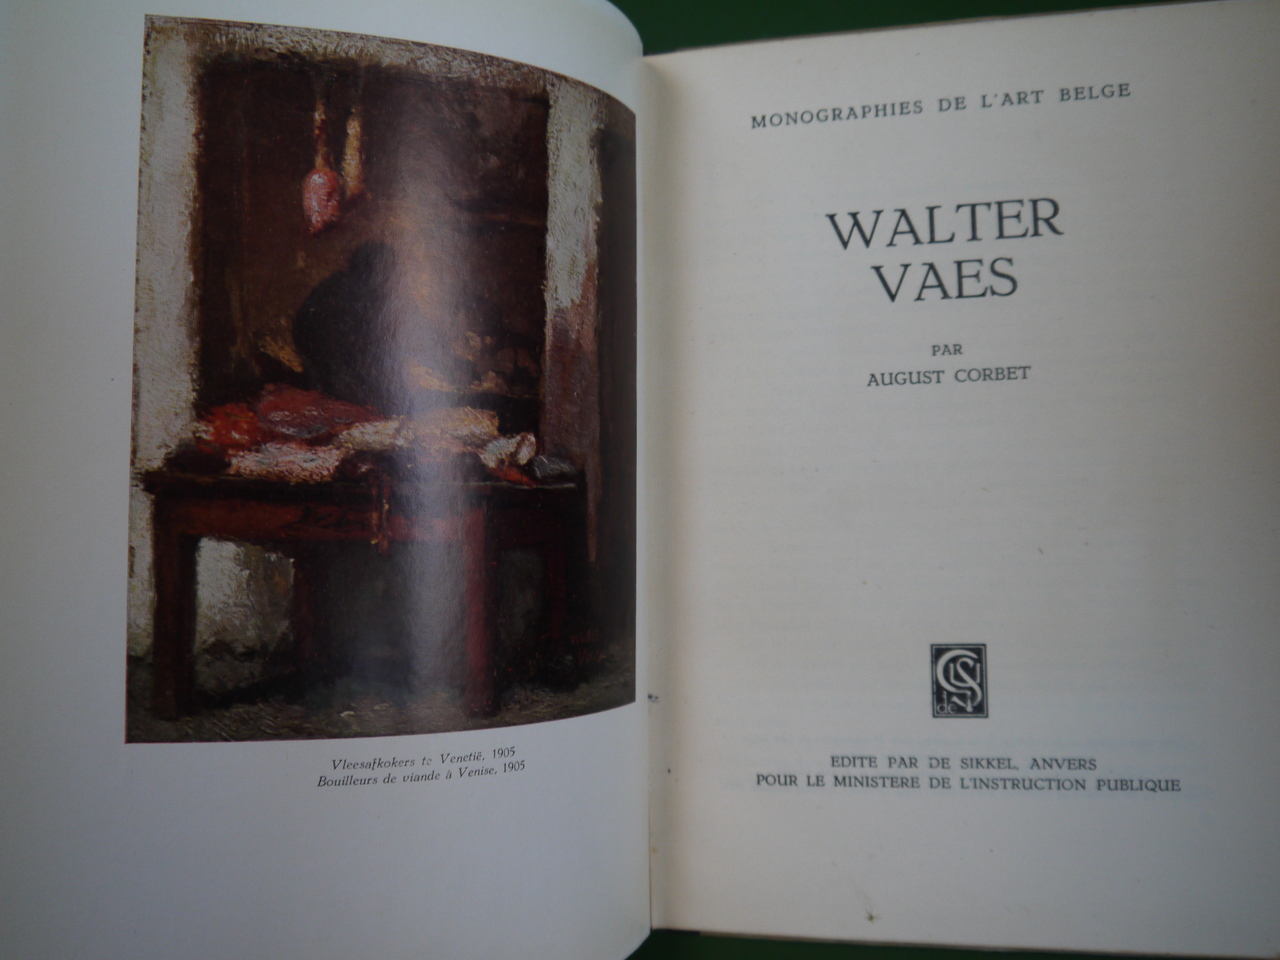 Vleesafkokers te Venetië, 1905
Bouilleurs de viande à Venise, 1905
MONOGRAPHIES DE L'ART BELGE
WALTER
VAES
PAR
AUGUST CORBET
EDITE PAR DE SIKKEL, ANVERS
POUR LE MINISTERE DE L'INSTRUCTION PUBLIQUE